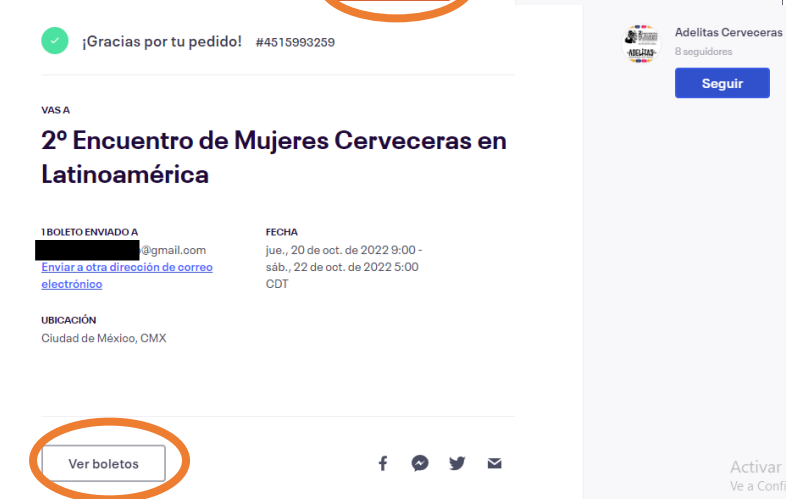 ¡Gracias por tu pedido! #4515993259
Adelitas Cerveceras
8 seguidores
Seguir
VAS A
2º Encuentro de Mujeres Cerveceras en
Latinoamérica
1 BOLETO ENVIADO A
@gmail.com
Enviar a otra dirección de correo
electrónico
FECHA
jue., 20 de oct. de 2022 9:00 -
sáb., 22 de oct. de 2022 5:00
CDT
UBICACIÓN
Ciudad de México, CMX
Ver boletos
Activar
Ve a Confi